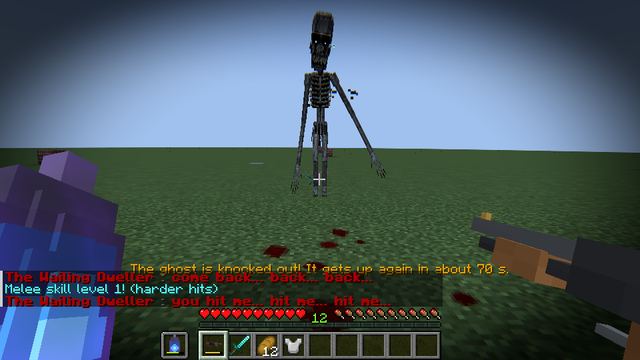 The ghost is knocked out! It gets up again in about 70 s.
The Wailing Dweller : come back... back... back...
Melee skill level 1! (harder hits)
The Wailing Dweller : you hit me... hit me... hit me...
12
12